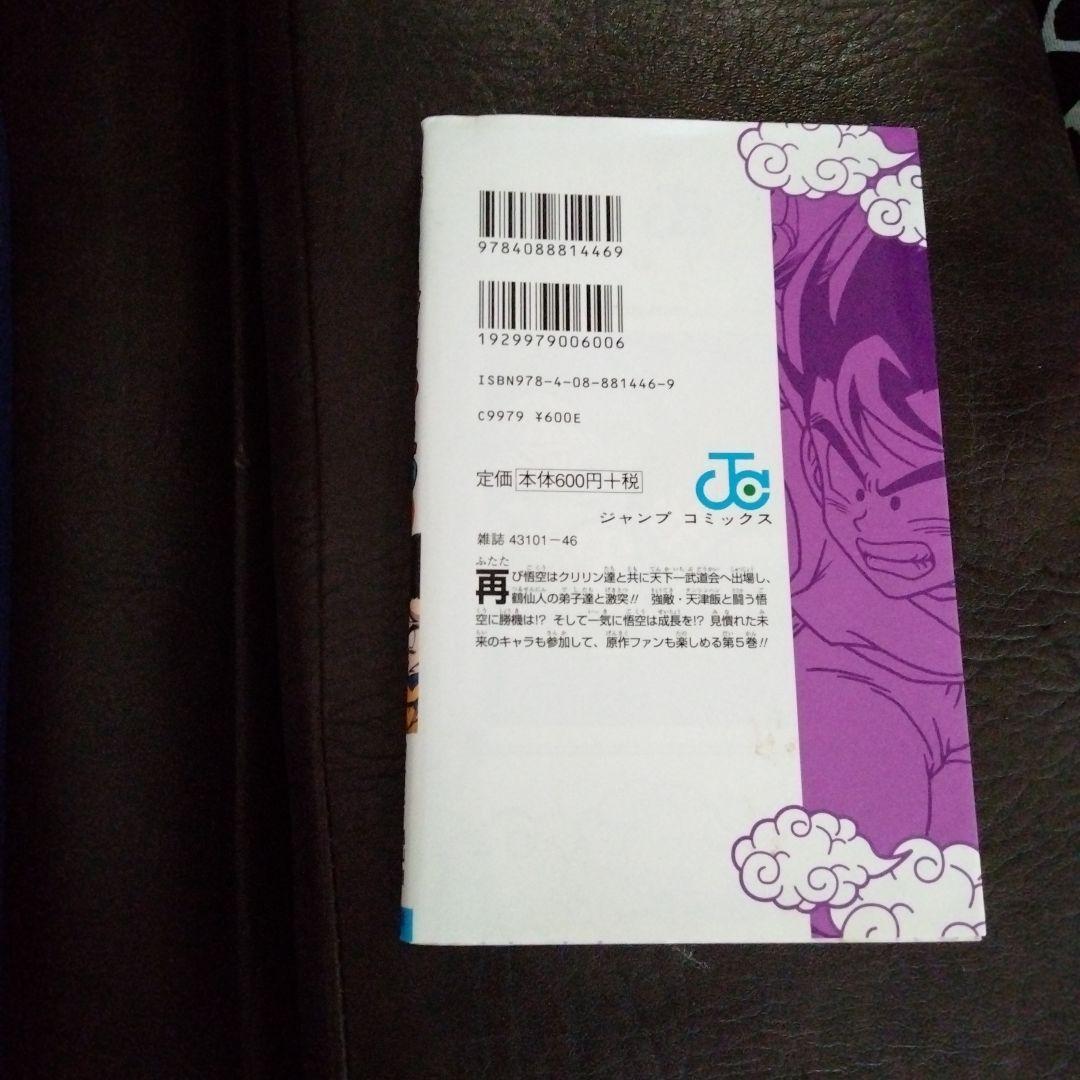 9784088814469
1929979006006
ISBN978-4-08-881446-9
C9979 ¥600E
定価 本体600円+税
JC
ジャンプ コミックス
雑誌 43101-46
再び悟空はクリリン達と共に天下一武道会へ出場し、
鶴仙人の弟子達と激突!! 強敵・天津飯と闘う悟
空に勝機は!? そして一気に悟空は成長を!? 見慣れた未
来のキャラも参加して、原作ファンも楽しめる第5巻!!